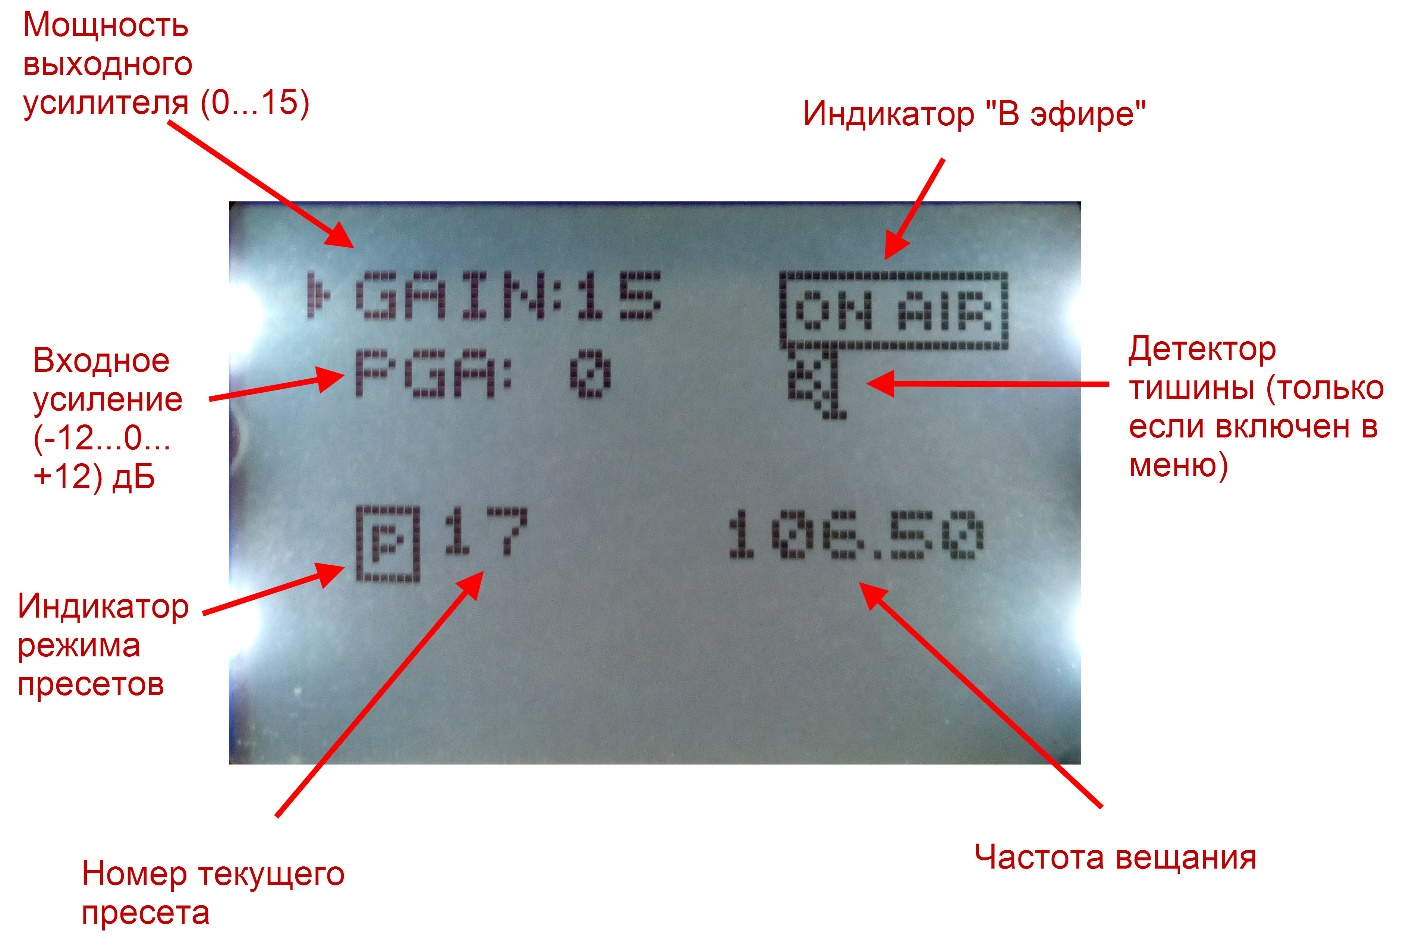 Мощность
выходного
усилителя (0...15)
Индикатор "В эфире"
GAIN:15
ON AIR
Входное
усиление
(-12...0...
+12) дБ
PGA: 0
Детектор
тишины (только
если включен в
меню)
P 17
106.50
Индикатор
режима
пресетов
Номер текущего
пресета
Частота вещания